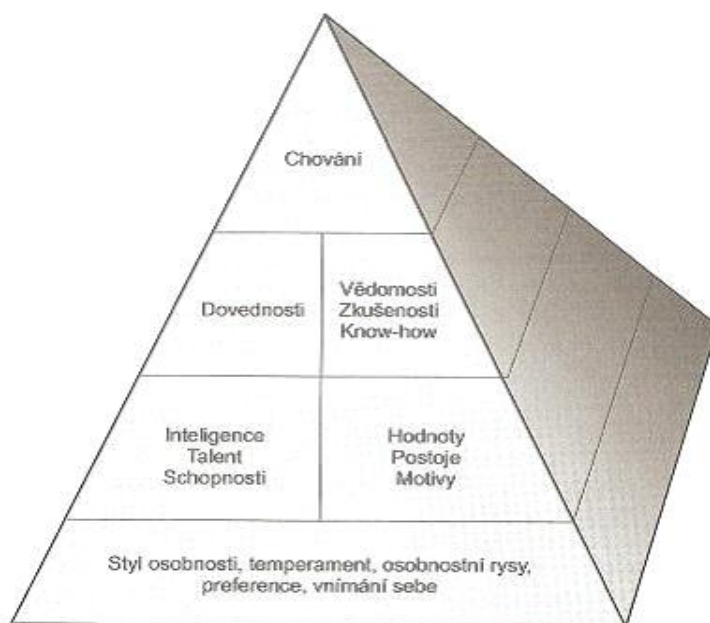 Chování
Dovednosti
Vědomosti
Zkušenosti
Know-how
Inteligence
Talent
Schopnosti
Hodnoty
Postoje
Motivy
Styl osobnosti, temperament, osobnostní rysy,
preference, vnímání sebe